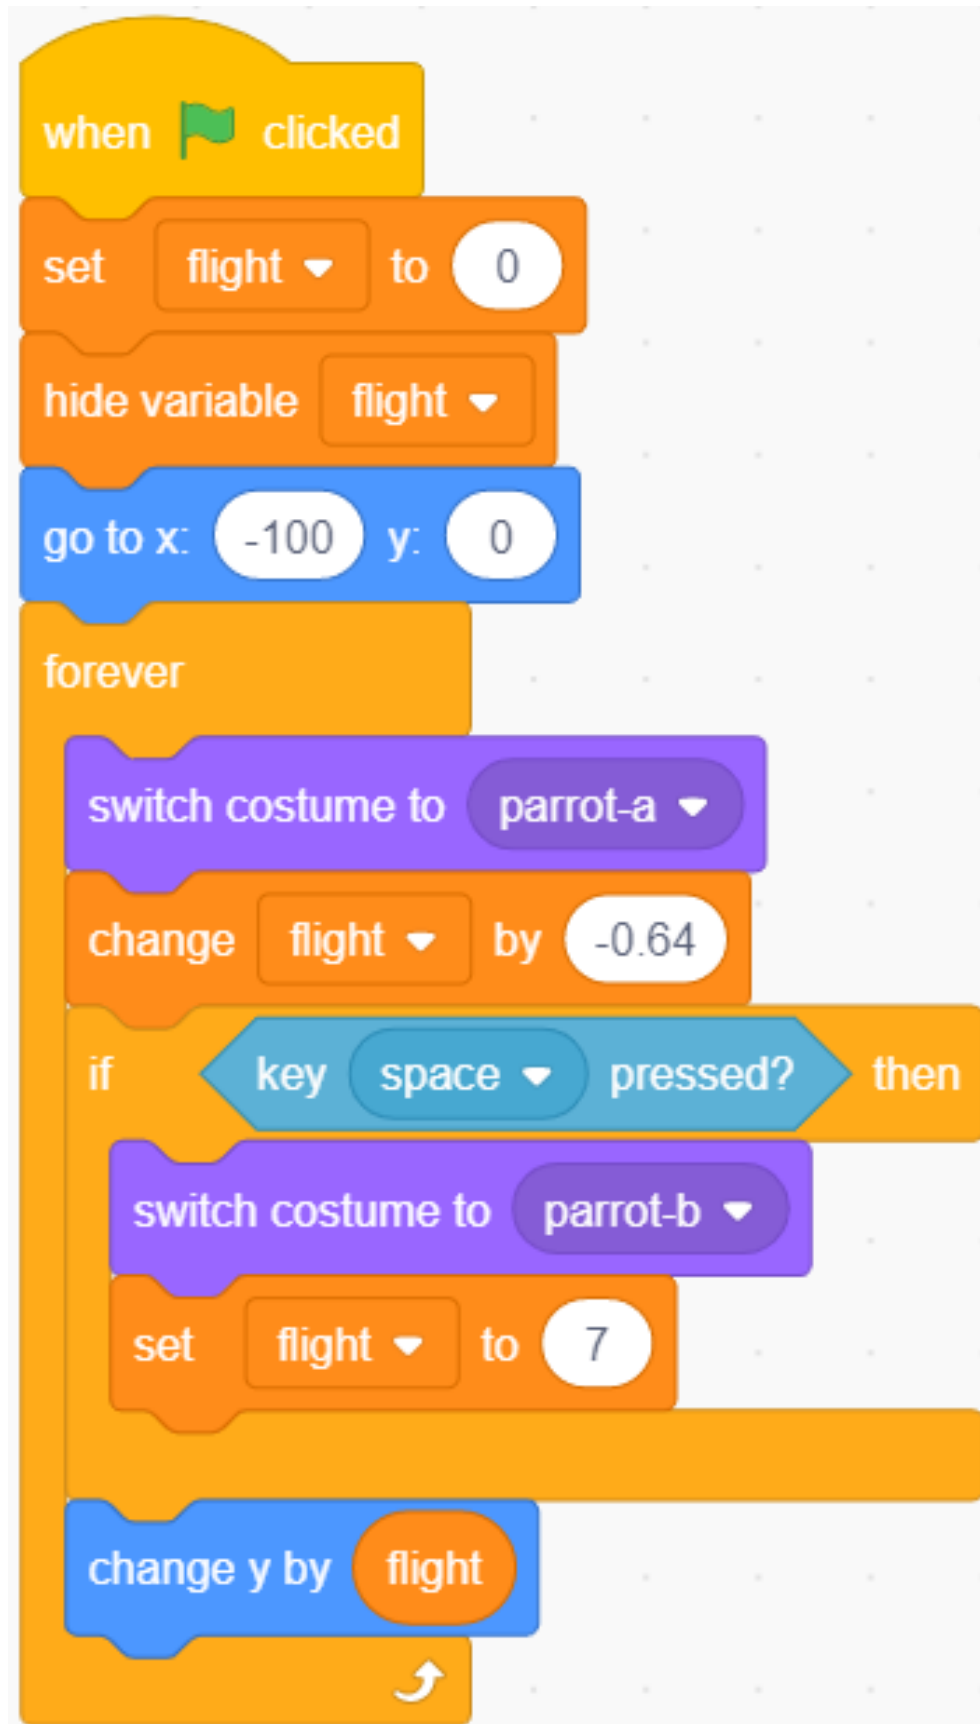 when clicked
set flight to 0
hide variable flight
go to x: -100 y: 0
forever
switch costume to parrot-a
change flight by -0.64
if key space pressed? then
switch costume to parrot-b
set flight to 7
change y by flight